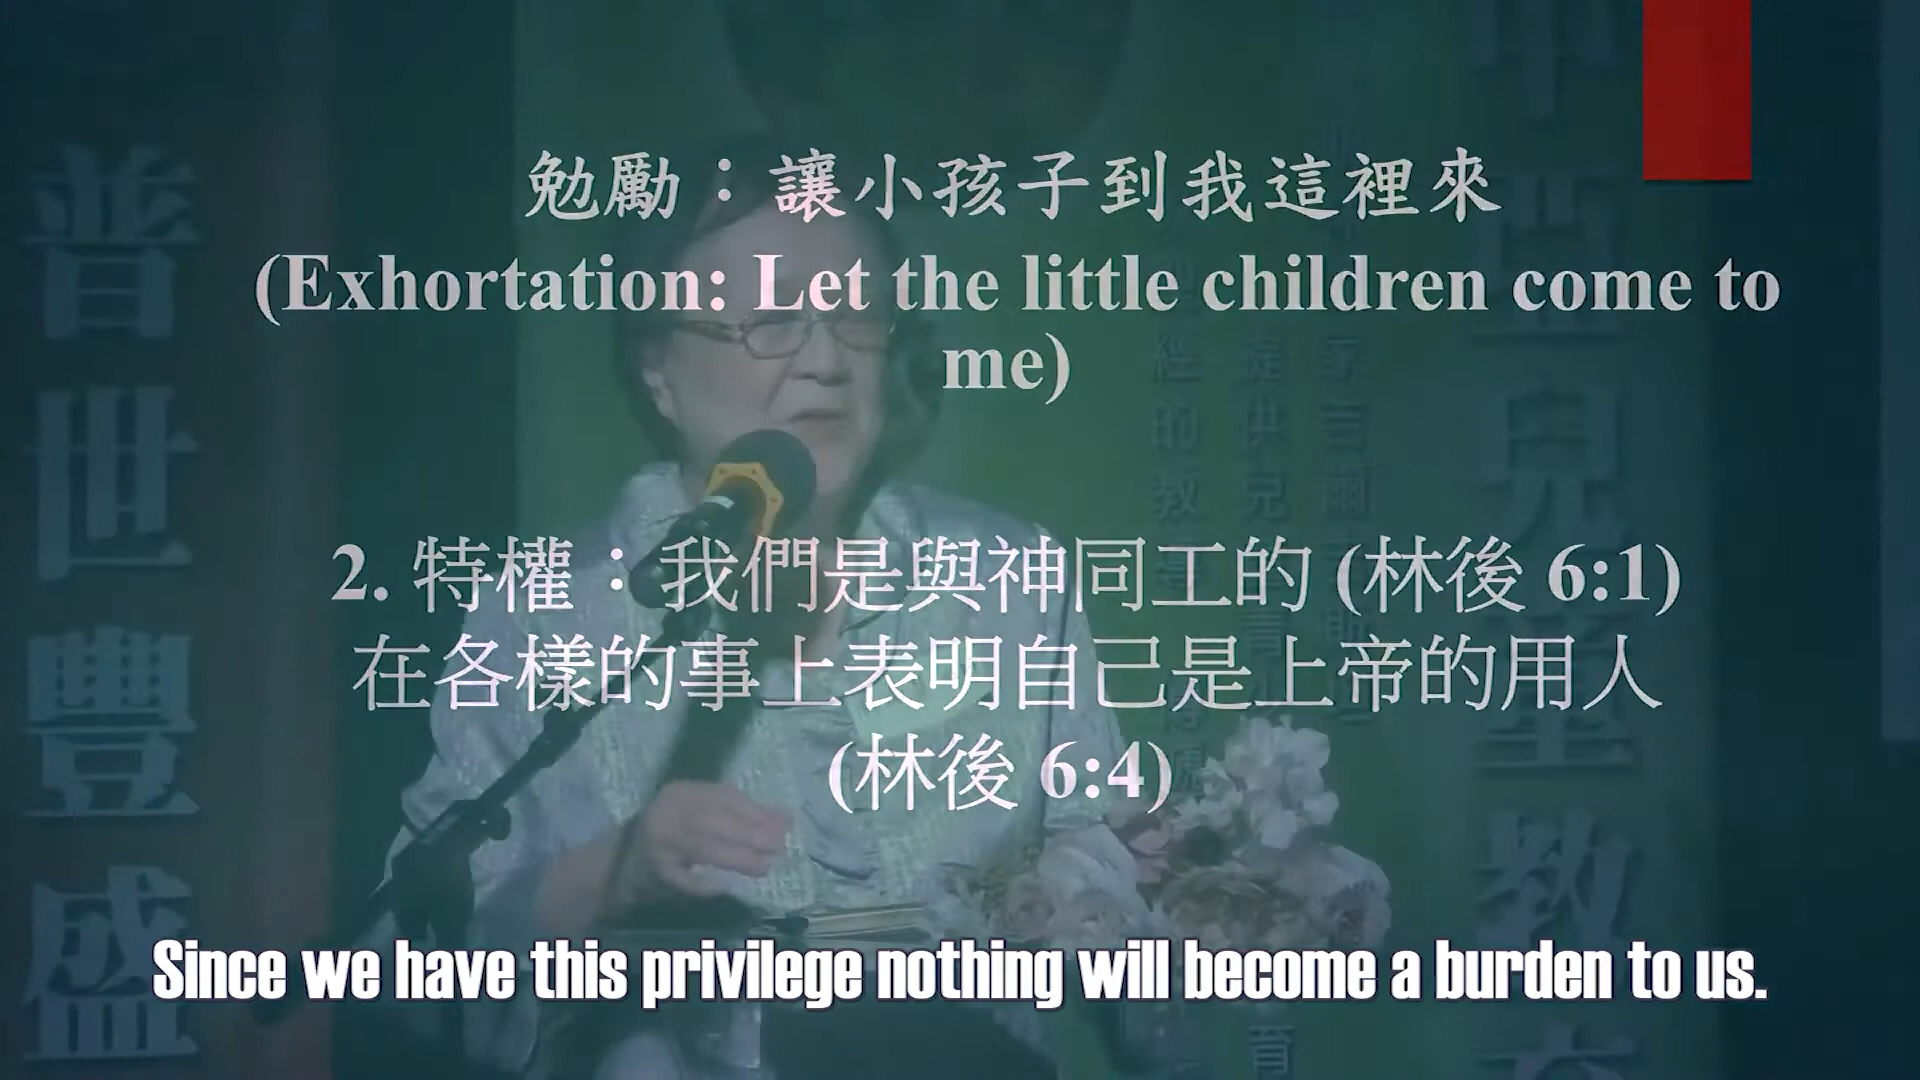 勉勵：讓小孩子到我這裡來
(Exhortation: Let the little children come to
me)
2. 特權：我們是與神同工的 (林後 6:1)
在各樣的事上表明自己是上帝的用人
(林後 6:4)
Since we have this privilege nothing will become a burden to us.
普世豐盛